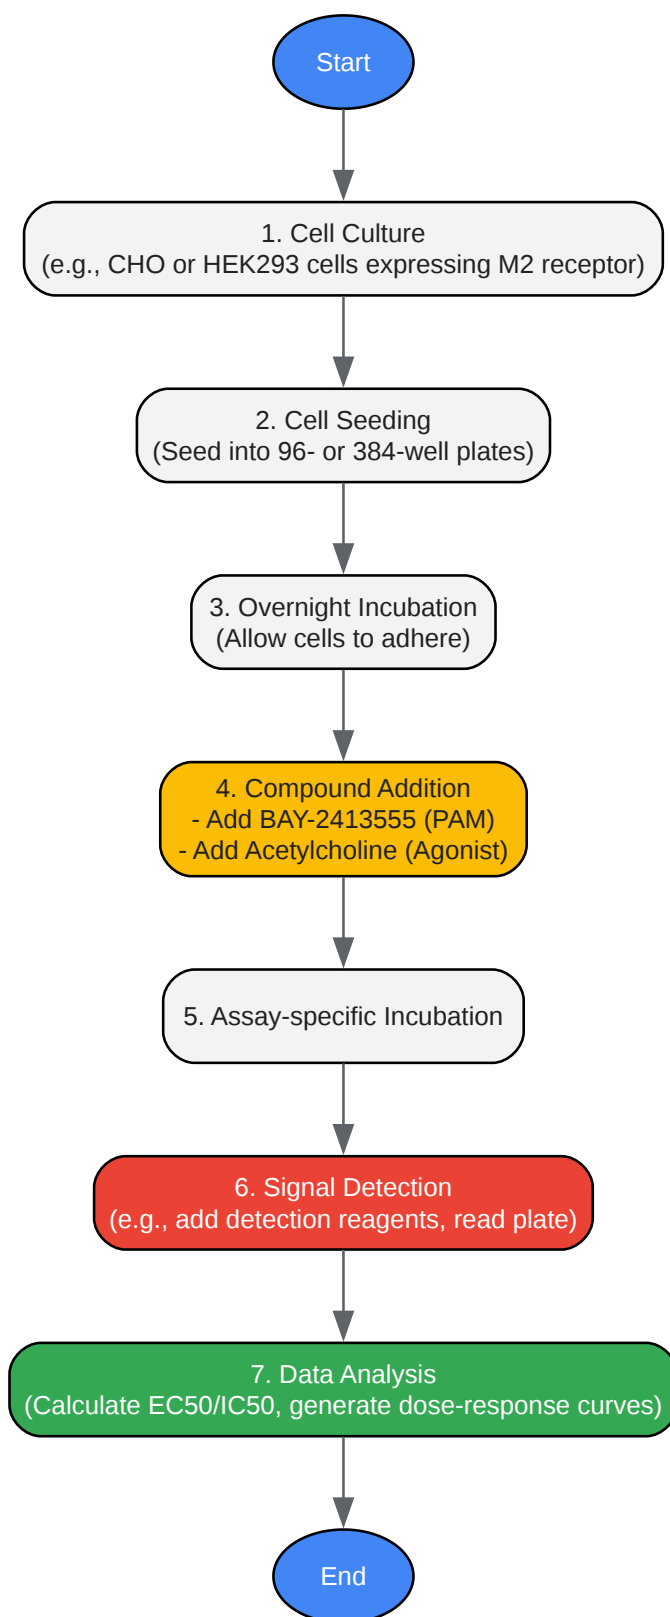 Start
1. Cell Culture
(e.g., CHO or HEK293 cells expressing M2 receptor)
2. Cell Seeding
(Seed into 96- or 384-well plates)
3. Overnight Incubation
(Allow cells to adhere)
4. Compound Addition
- Add BAY-2413555 (PAM)
- Add Acetylcholine (Agonist)
5. Assay-specific Incubation
6. Signal Detection
(e.g., add detection reagents, read plate)
7. Data Analysis
(Calculate EC50/IC50, generate dose-response curves)
End